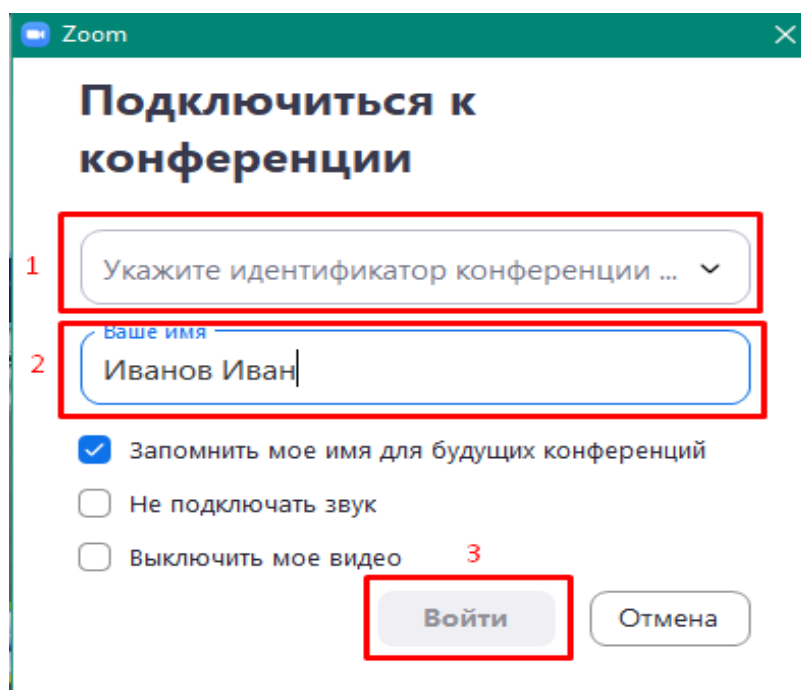 Zoom
Подключиться к
конференции
1
Укажите идентификатор конференции ...
Ваше имя
2
Иванов Иван
Запомнить мое имя для будущих конференций
Не подключать звук
Выключить мое видео
3
Войти
Отмена